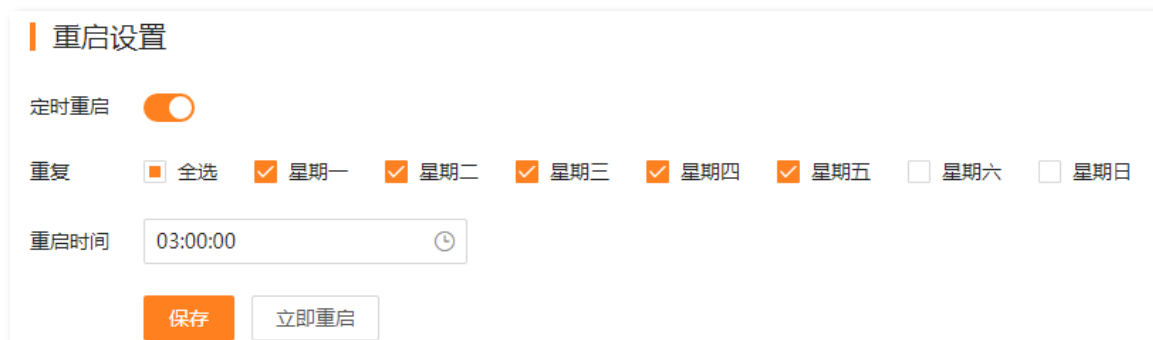 重启设置
定时重启
重复 全选 星期一 星期二 星期三 星期四 星期五 星期六 星期日
重启时间 03:00:00
保存 立即重启